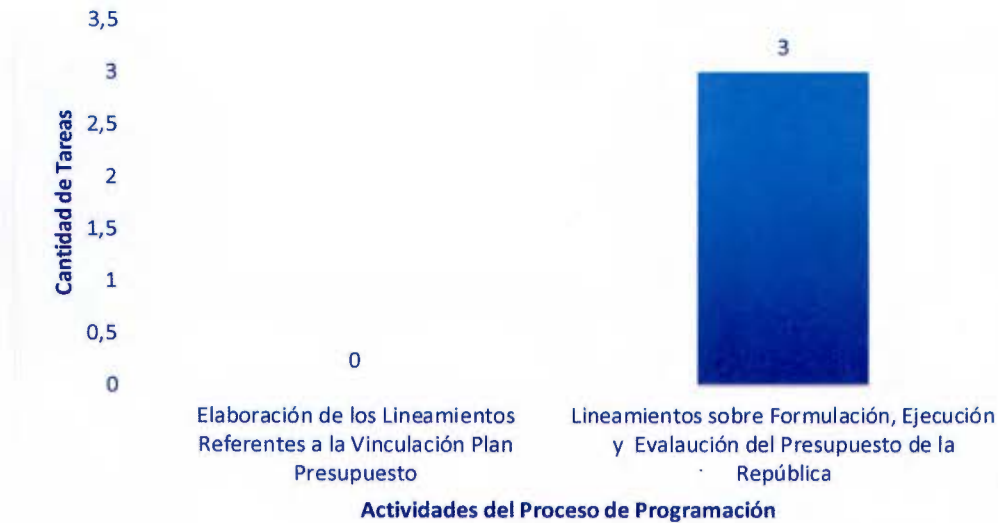 3,5
3
2,5
2
1,5
1
0,5
0
Cantidad de Tareas
0
3
Elaboración de los Lineamientos
Referentes a la Vinculación Plan
Presupuesto
Lineamientos sobre Formulación, Ejecución
y Evalaución del Presupuesto de la
República
Actividades del Proceso de Programación